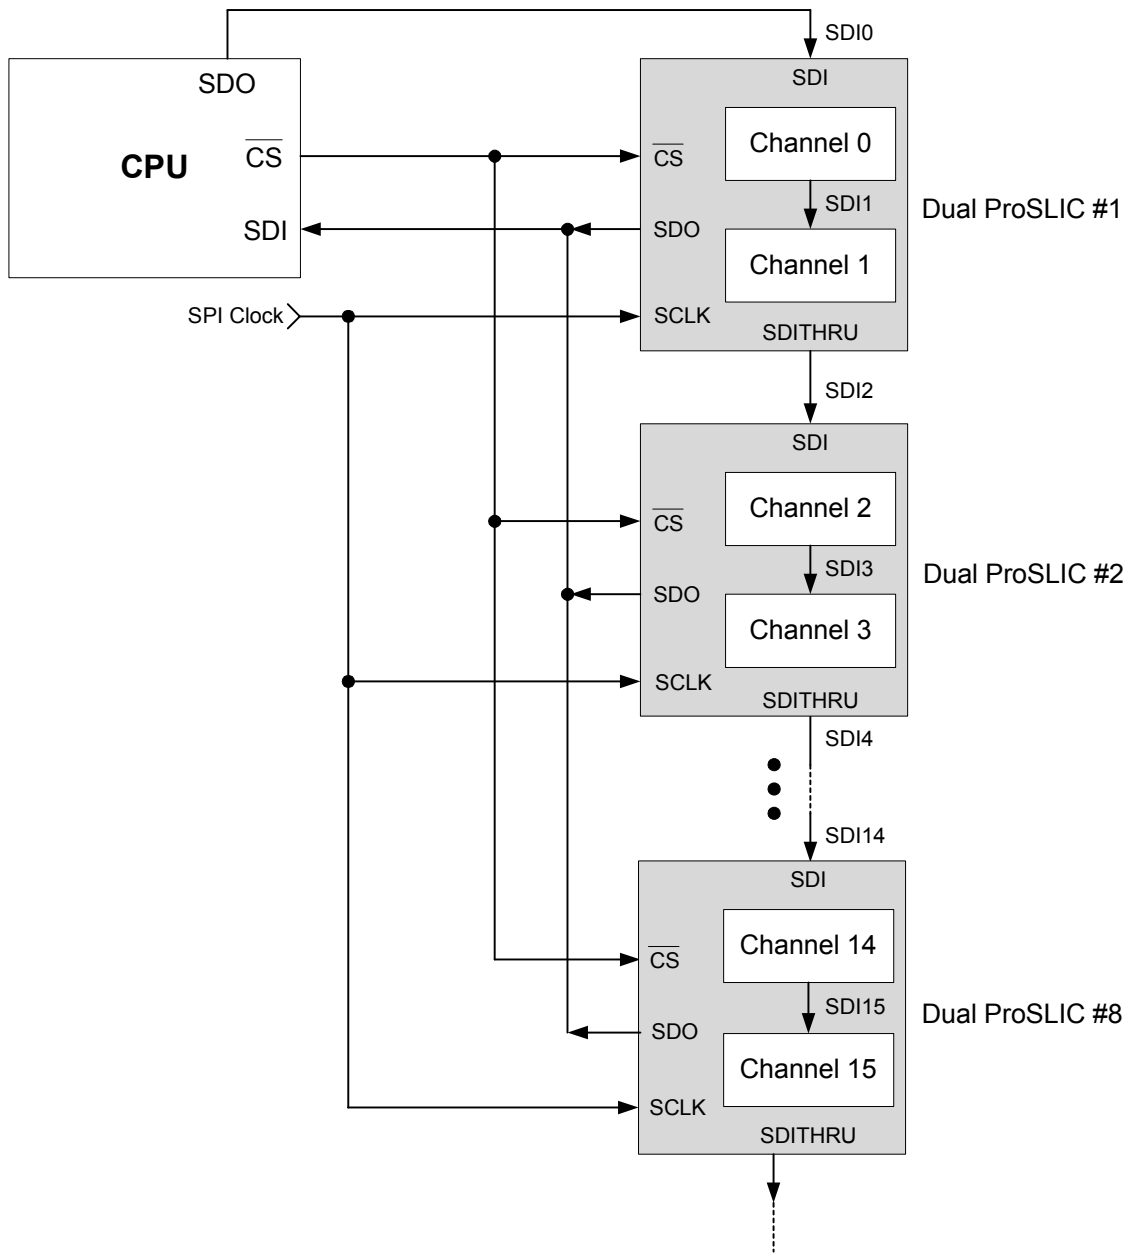 SDI0
SDO
SDI
CPU
CS
CS
Channel 0
SDI1
Dual ProSLIC #1
SDI
SDO
Channel 1
SPI Clock
SCLK
SDITHRU
SDI2
SDI
Channel 2
CS
SDI3
Dual ProSLIC #2
SDO
Channel 3
SCLK
SDITHRU
SDI4
SDI14
SDI
Channel 14
CS
SDI15
Dual ProSLIC #8
SDO
Channel 15
SCLK
SDITHRU